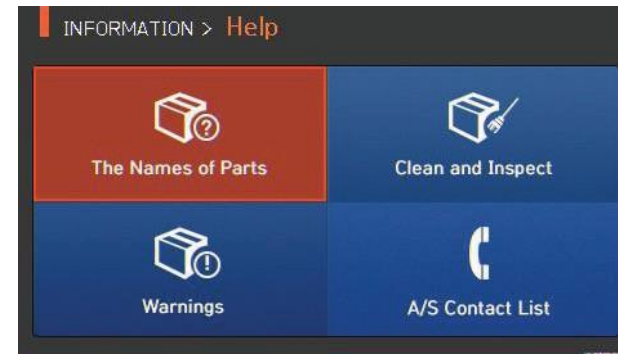 INFORMATION > Help
The Names of Parts
Clean and Inspect
Warnings
A/S Contact List